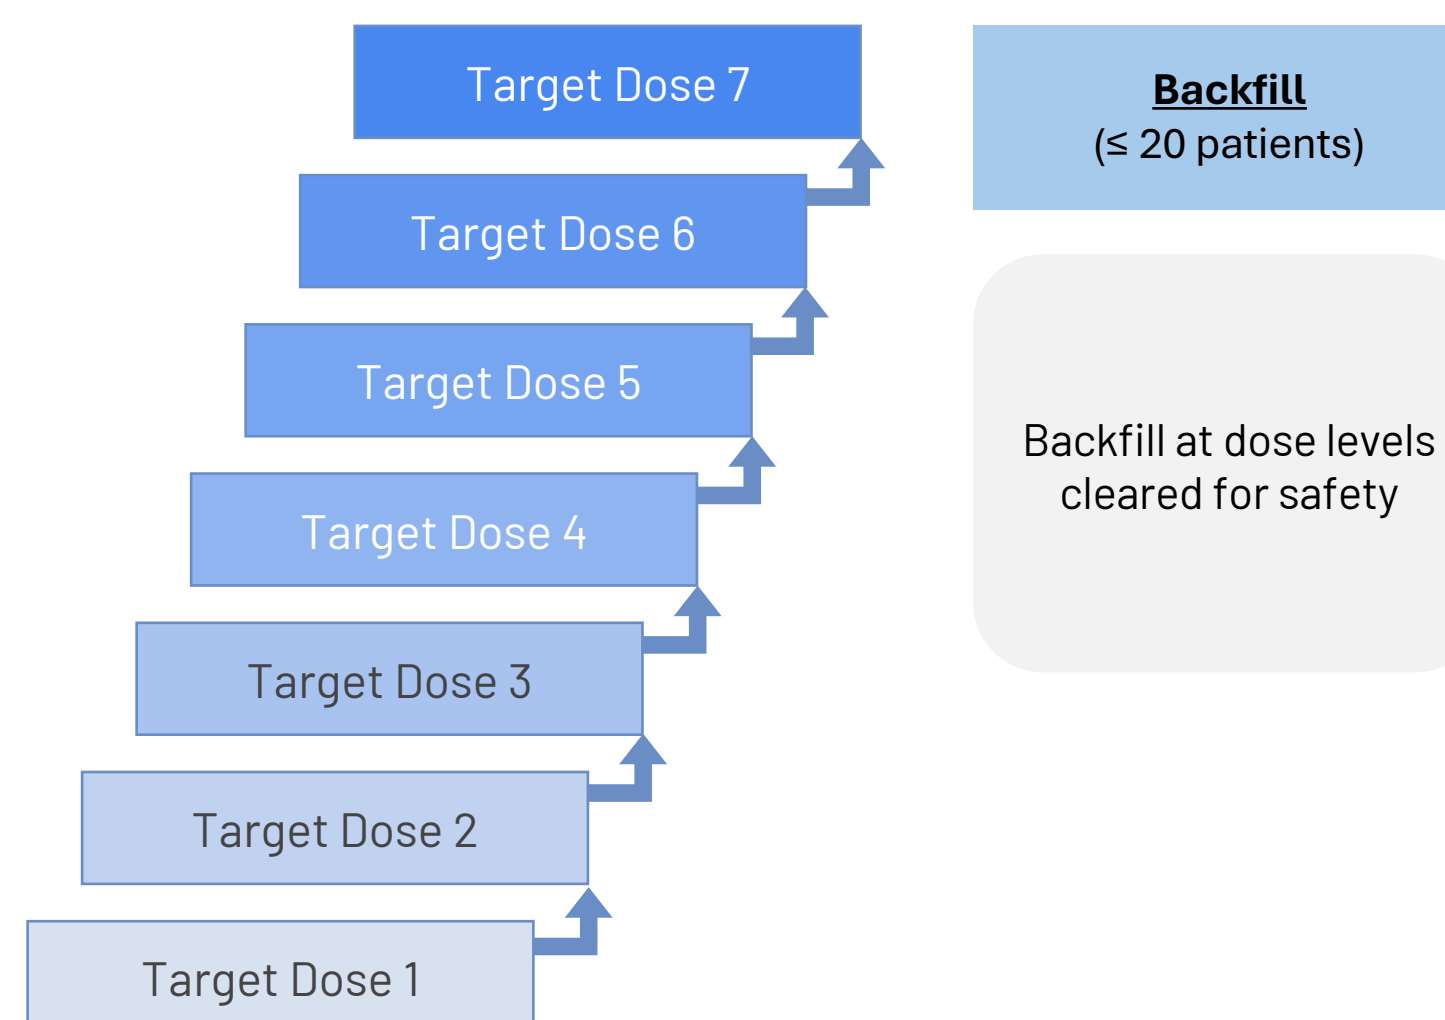 Target Dose 7
Target Dose 6
Target Dose 5
Target Dose 4
Target Dose 3
Target Dose 2
Target Dose 1
Backfill
(≤ 20 patients)
Backfill at dose levels
cleared for safety